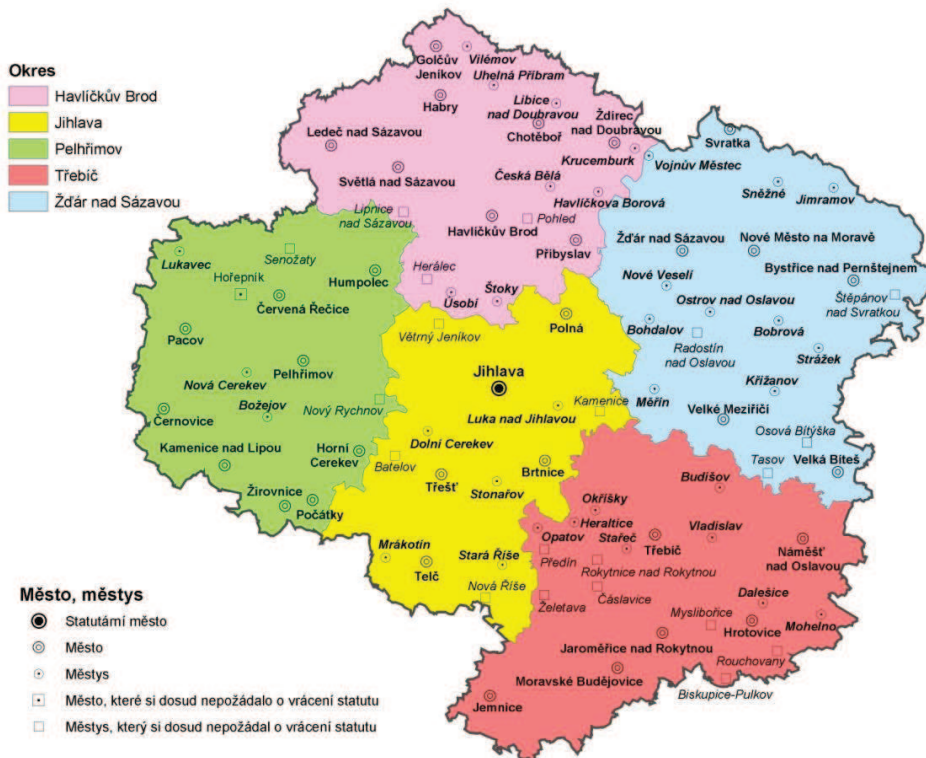 Okres
Havlíčkův Brod
Jihlava
Pelhřimov
Třebíč
Žďár nad Sázavou
Golčův
Jeníkov
Vilémov
Uhelná Příbram
Habry
Libice
nad Doubravou
Chotěboř
Ždírec
nad Doubravou
Ledeč nad Sázavou
Krucemburk
Světlá nad Sázavou
Česká Bělá
Havlíčkova Borová
Lipnice
nad Sázavou
Havlíčkův Brod
Pohled
Přibyslav
Herálec
Úsobí
Štoky
Svratka
Vojnův Městec
Sněžné
Jimramov
Žďár nad Sázavou
Nové Město na Moravě
Nové Veselí
Bystřice nad Pernštejnem
Ostrov nad Oslavou
Štěpánov
nad Svratkou
Bohdalov
Radostín
nad Oslavou
Bobrová
Strážek
Křižanov
Měřín
Velké Meziříčí
Osová Bítýška
Tasov
Velká Bíteš
Lukavec
Senožaty
Hořepník
Humpolec
Červená Řečice
Pacov
Pelhřimov
Nová Cerekev
Božejov
Nový Rychnov
Černovice
Kamenice nad Lipou
Horní
Cerekev
Žirovnice
Počátky
Větrný Jeníkov
Polná
Jihlava
Kamenice
Luka nad Jihlavou
Dolní Cerekev
Batelov
Třešť
Brtnice
Stonařov
Mrákotín
Telč
Stará Říše
Nová Říše
Budišov
Okříšky
Heraltice
Opatov
Stařeč
Třebíč
Vladislav
Náměšť
nad Oslavou
Předín
Rokytnice nad Rokytnou
Čáslavice
Želetava
Dalešice
Myslibořice
Hrotovice
Mohelno
Jaroměřice nad Rokytnou
Rouchovany
Moravské Budějovice
Biskupice-Pulkov
Jemnice
Město, městys
Statutární město
Město
Městys
Město, které si dosud nepožádalo o vrácení statutu
Městys, který si dosud nepožádal o vrácení statutu